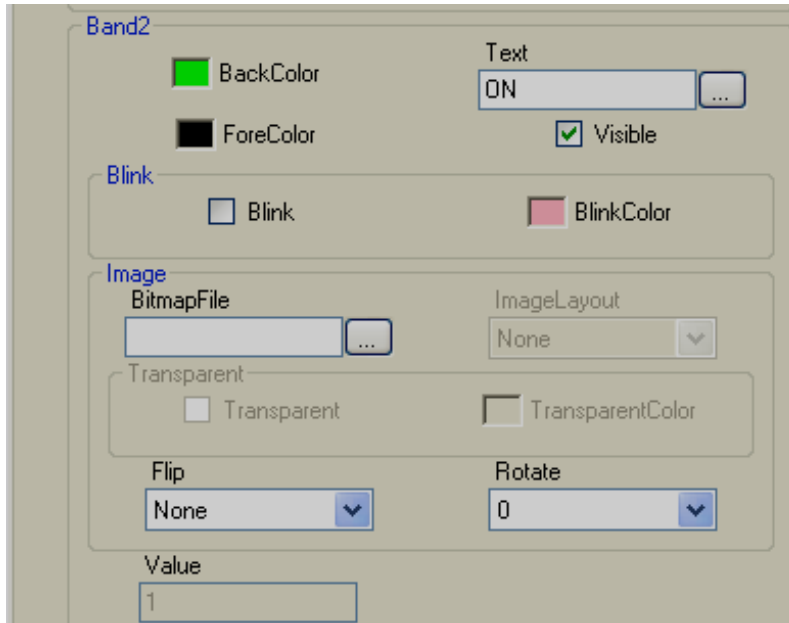 Band2
Text
BackColor
ON
...
ForeColor
Visible
Blink
Blink
BlinkColor
Image
BitmapFile
ImageLayout
...
None
Transparent
Transparent
TransparentColor
Flip
Rotate
None
0
Value
1